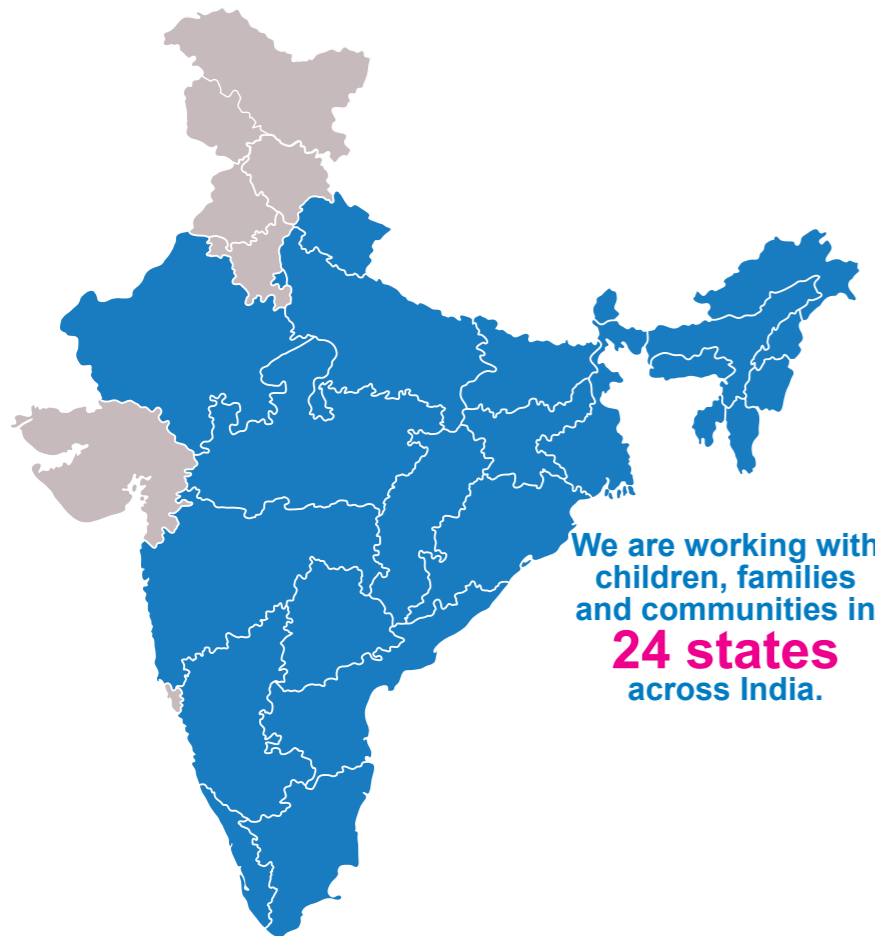 We are working with
children, families
and communities in
24 states
across India.